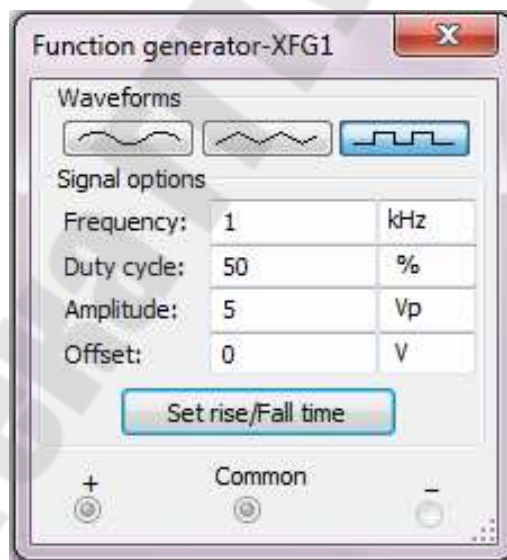 Function generator-XFG1
Waveforms
Signal options
Frequency: 1 kHz
Duty cycle: 50 %
Amplitude: 5 Vp
Offset: 0 V
Set rise/Fall time
+ Common −